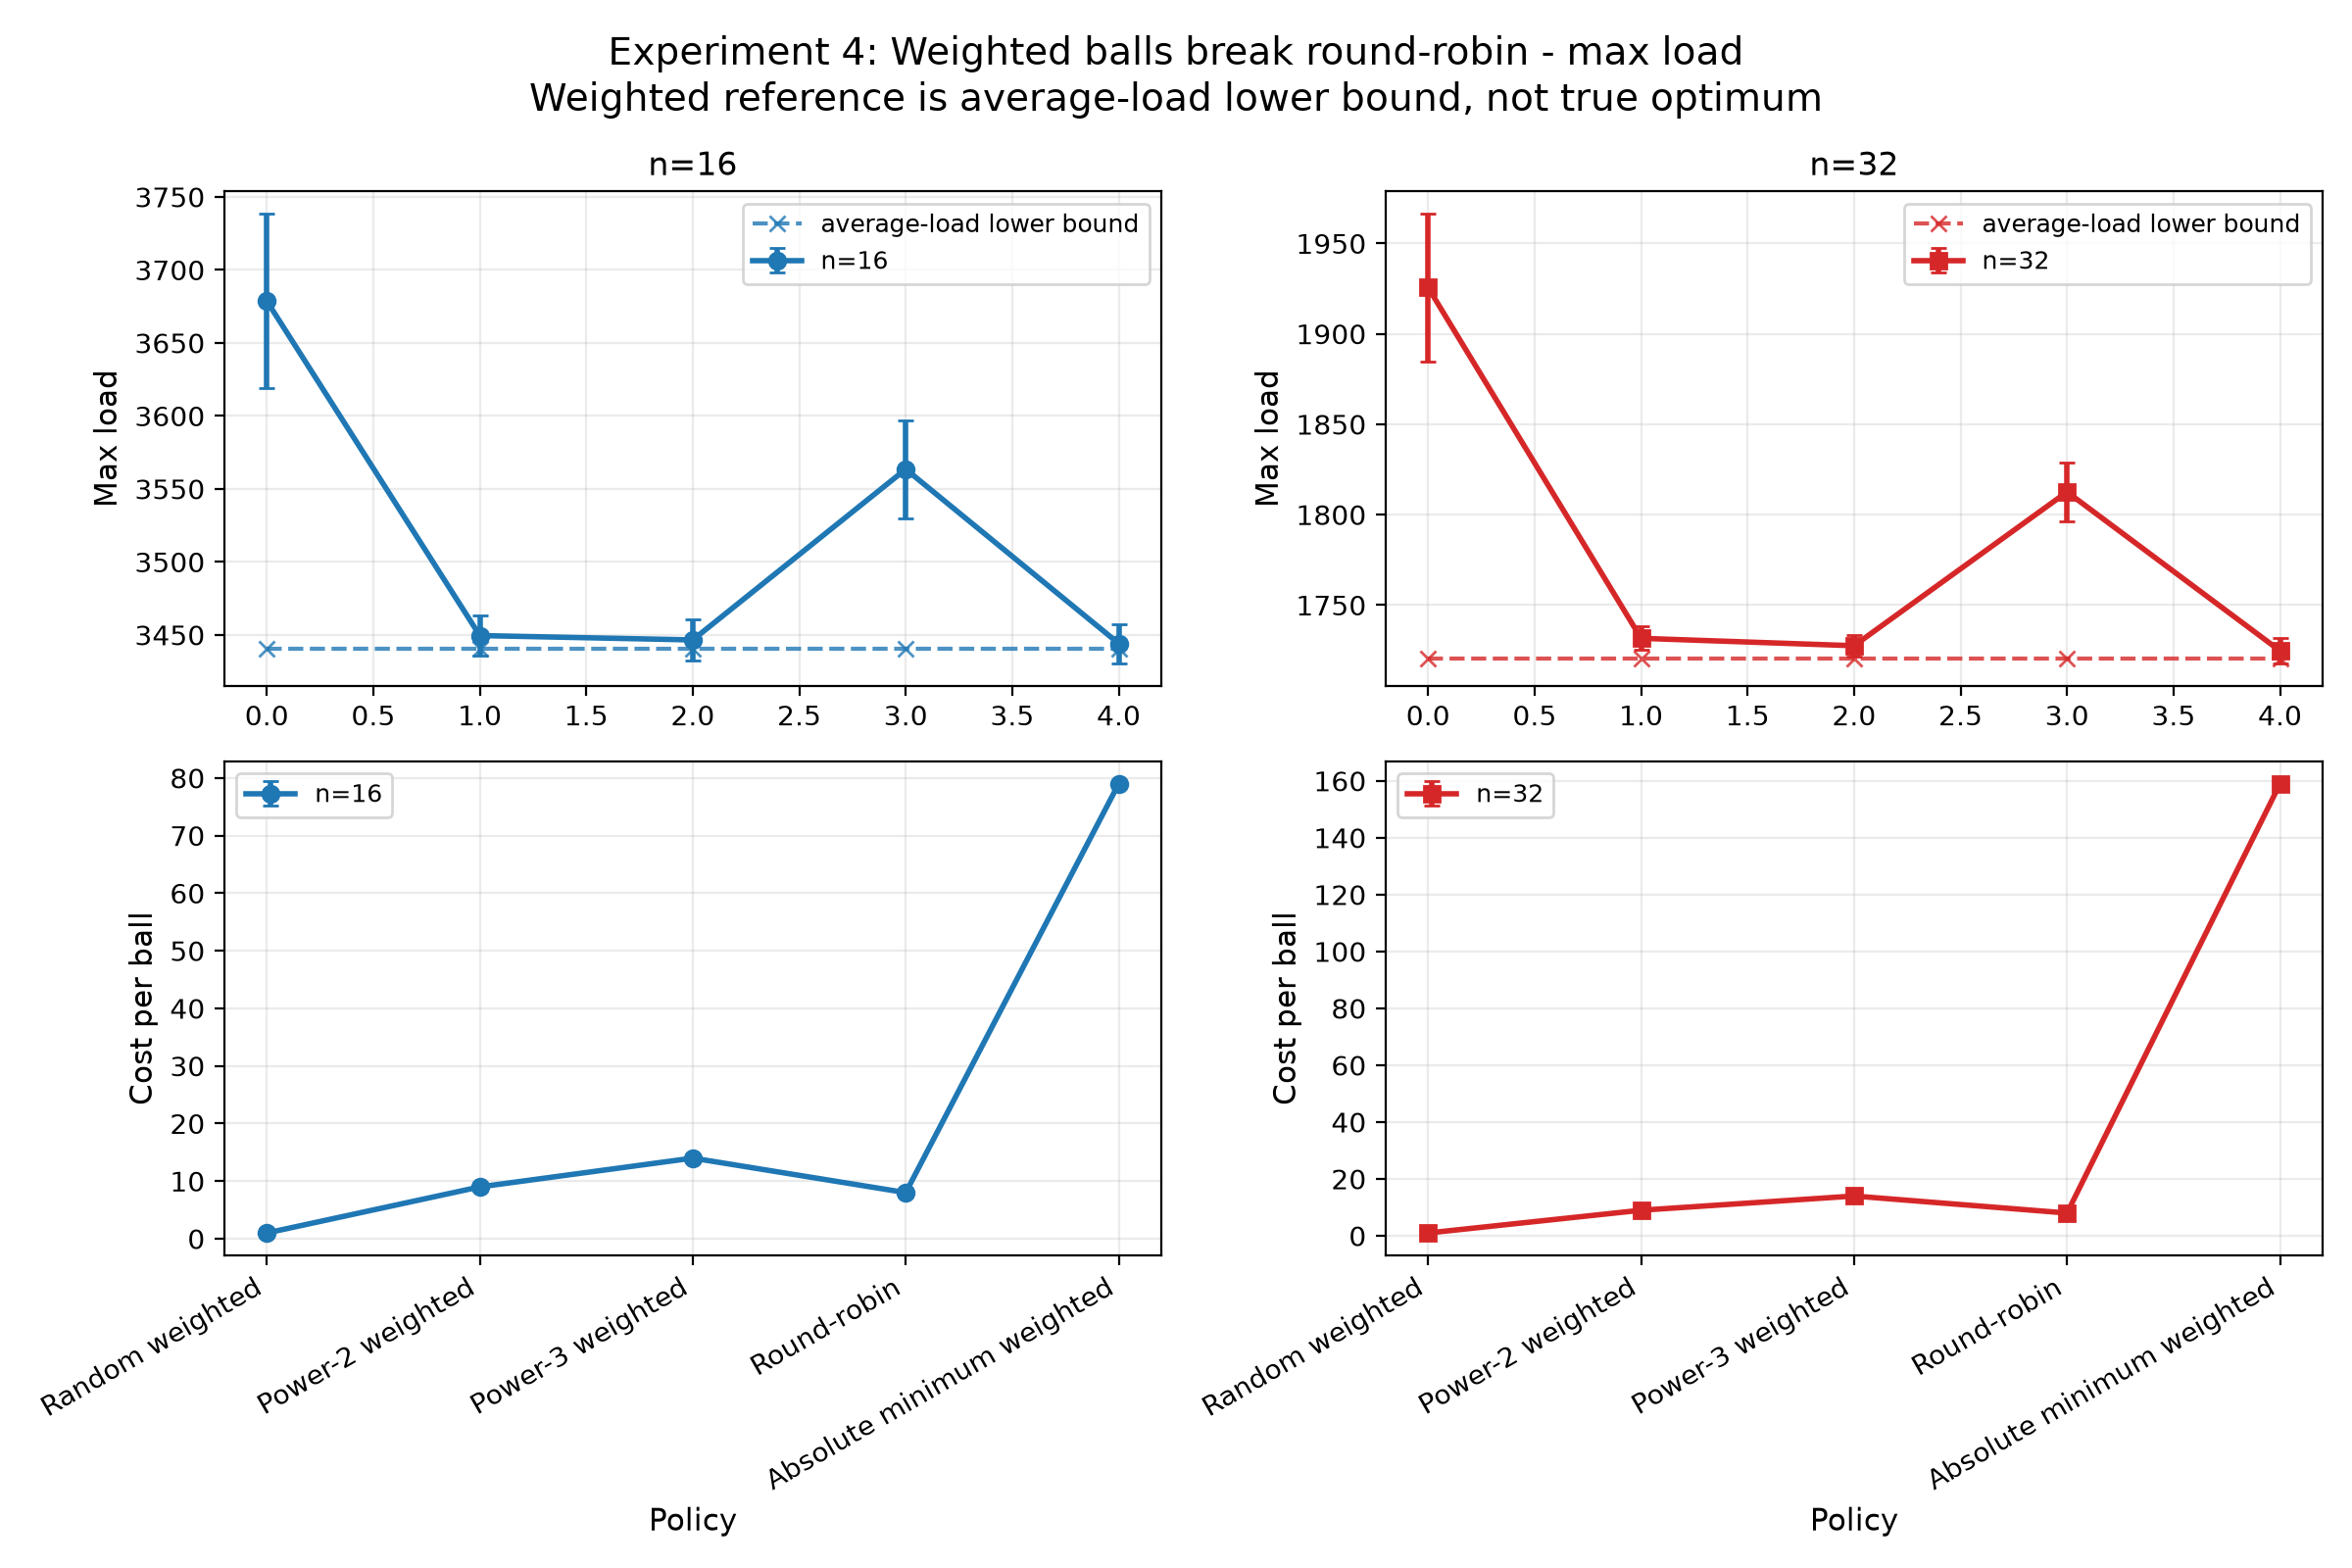 Experiment 4: Weighted balls break round-robin - max load
Weighted reference is average-load lower bound, not true optimum
n=16
3750
3700
3650
3600
3550
3500
3450
Max load
average-load lower bound
n=16
0.0 0.5 1.0 1.5 2.0 2.5 3.0 3.5 4.0
n=32
1950
1900
1850
1800
1750
Max load
average-load lower bound
n=32
0.0 0.5 1.0 1.5 2.0 2.5 3.0 3.5 4.0
80
70
60
50
40
30
20
10
0
Cost per ball
n=16
Random weighted
Power-2 weighted
Power-3 weighted
Round-robin
Absolute minimum weighted
Policy
160
140
120
100
80
60
40
20
0
Cost per ball
n=32
Random weighted
Power-2 weighted
Power-3 weighted
Round-robin
Absolute minimum weighted
Policy